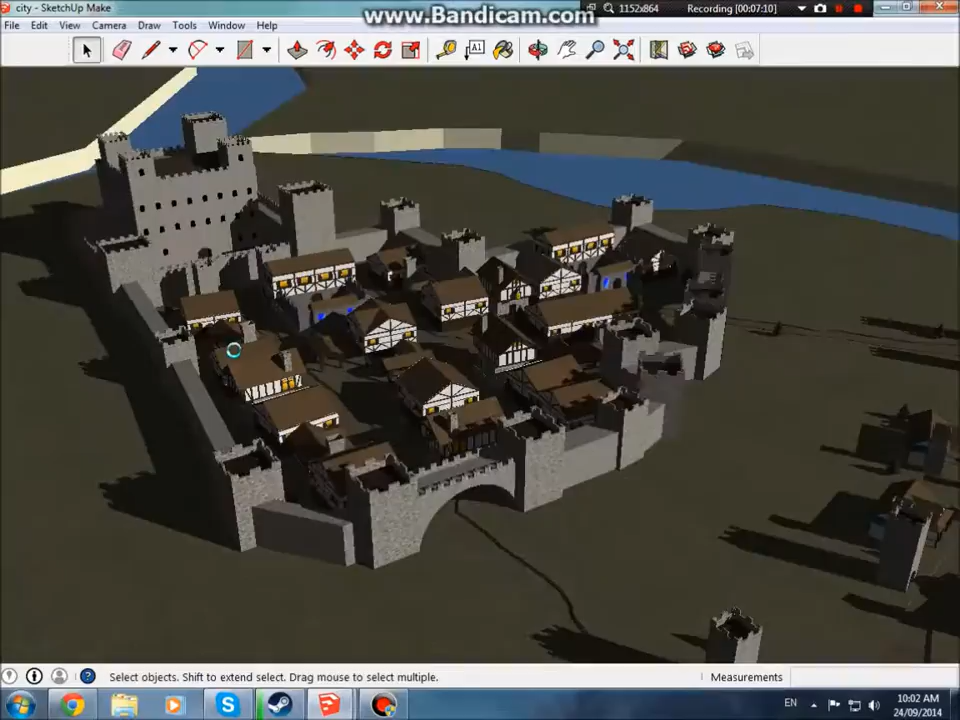 city - SketchUp Make
www.Bandicam.com
1152x864
Recording [00:07:10]
File Edit View Camera Draw Tools Window Help
A1
Select objects. Shift to extend select. Drag mouse to select multiple.
Measurements
EN
10:02 AM
24/09/2014